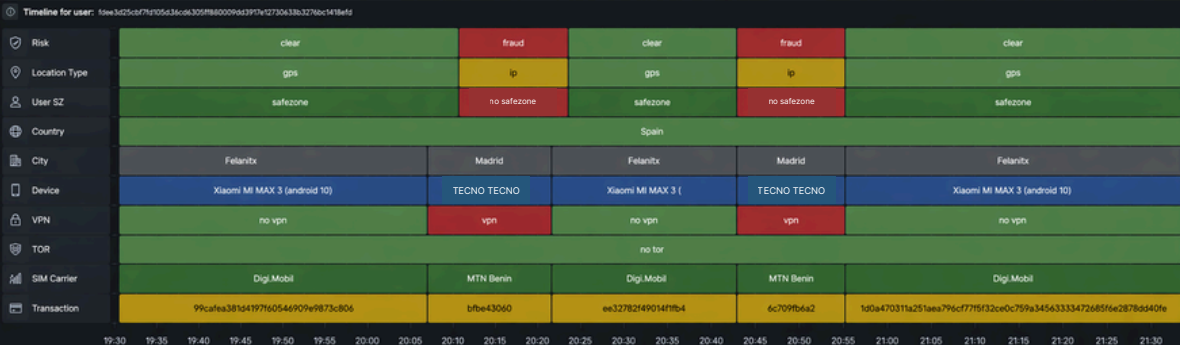 Timeline for user: fdee3d25cbf7fd105d36cd6305ff880009dd3917e12730633b3276bc1418efd
Risk clear fraud clear fraud clear
Location Type gps ip gps ip gps
User SZ safezone no safezone safezone no safezone safezone
Country Spain
City Felanitx Madrid Felanitx Madrid Felanitx
Device Xiaomi MI MAX 3 (android 10) TECNO TECNO Xiaomi MI MAX 3 ( TECNO TECNO Xiaomi MI MAX 3 (android 10)
VPN no vpn vpn no vpn vpn no vpn
TOR no tor
SIM Carrier Digi.Mobil MTN Benin Digi.Mobil MTN Benin Digi.Mobil
Transaction 99cafea381d4197f60546909e9873c806 bfbe43060 ee32782f49014f1fb4 6c709fb6a2 1d0a470311a251aea796cf77f5f32ce0c759a34563333472685f6e2878dd40fe
19:30 19:35 19:40 19:45 19:50 19:55 20:00 20:05 20:10 20:15 20:20 20:25 20:30 20:35 20:40 20:45 20:50 20:55 21:00 21:05 21:10 21:15 21:20 21:25 21:30